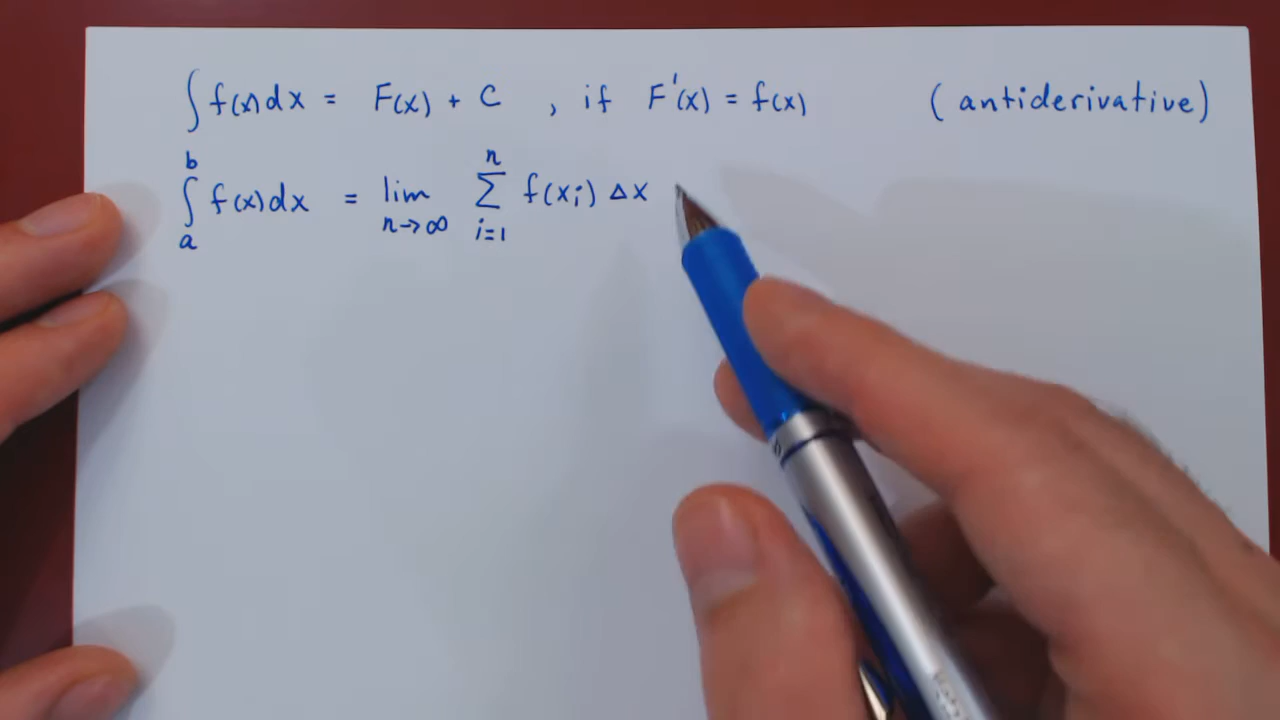 ∫ f(x)dx = F(x) + C , if F'(x) = f(x) (antiderivative)
∫_a^b f(x)dx = lim_{n→∞} Σ_{i=1}^n f(x_i) Δx